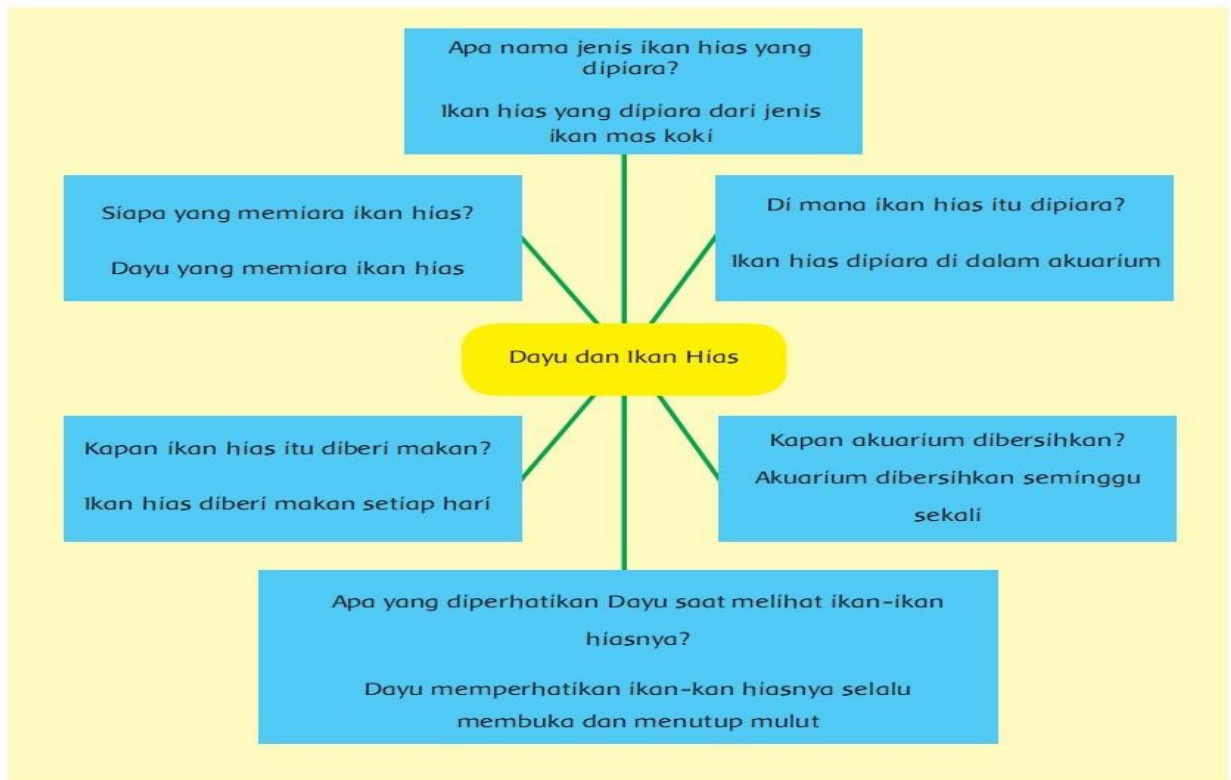 Apa nama jenis ikan hias yang
dipiara?
Ikan hias yang dipiara dari jenis
ikan mas koki
Siapa yang memiara ikan hias?
Dayu yang memiara ikan hias
Di mana ikan hias itu dipiara?
Ikan hias dipiara di dalam akuarium
Dayu dan Ikan Hias
Kapan ikan hias itu diberi makan?
Ikan hias diberi makan setiap hari
Kapan akuarium dibersihkan?
Akuarium dibersihkan seminggu
sekali
Apa yang diperhatikan Dayu saat melihat ikan-ikan
hiasnya?
Dayu memperhatikan ikan-kan hiasnya selalu
membuka dan menutup mulut